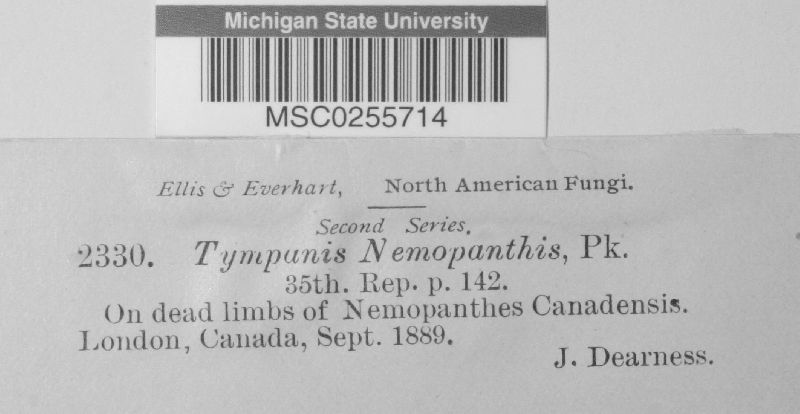 Michigan State University
MSC0255714
Ellis & Everhart, North American Fungi.
Second Series.
2330. Tympanis Nemopanthis, Pk.
35th. Rep. p. 142.
On dead limbs of Nemopanthes Canadensis.
London, Canada, Sept. 1889.
J. Dearness.